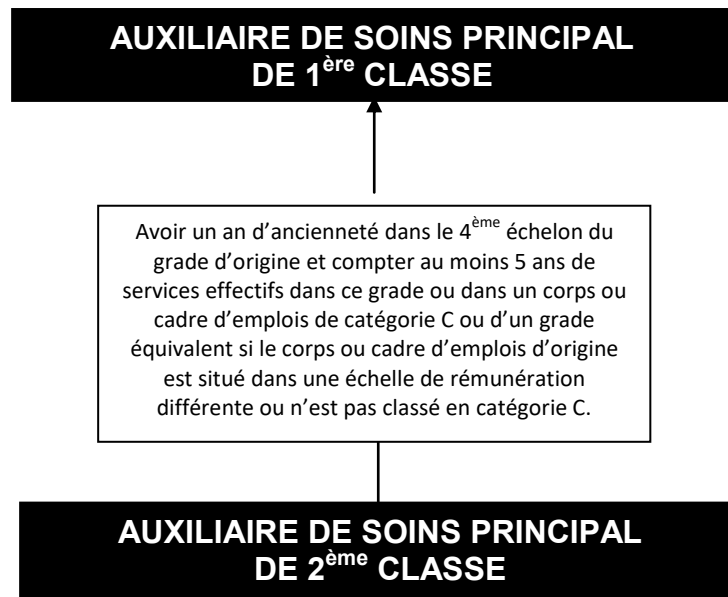 AUXILIAIRE DE SOINS PRINCIPAL
DE 1ère CLASSE
Avoir un an d’ancienneté dans le 4ème échelon du
grade d’origine et compter au moins 5 ans de
services effectifs dans ce grade ou dans un corps ou
cadre d’emplois de catégorie C ou d’un grade
équivalent si le corps ou cadre d’emplois d’origine
est situé dans une échelle de rémunération
différente ou n’est pas classé en catégorie C.
AUXILIAIRE DE SOINS PRINCIPAL
DE 2ème CLASSE